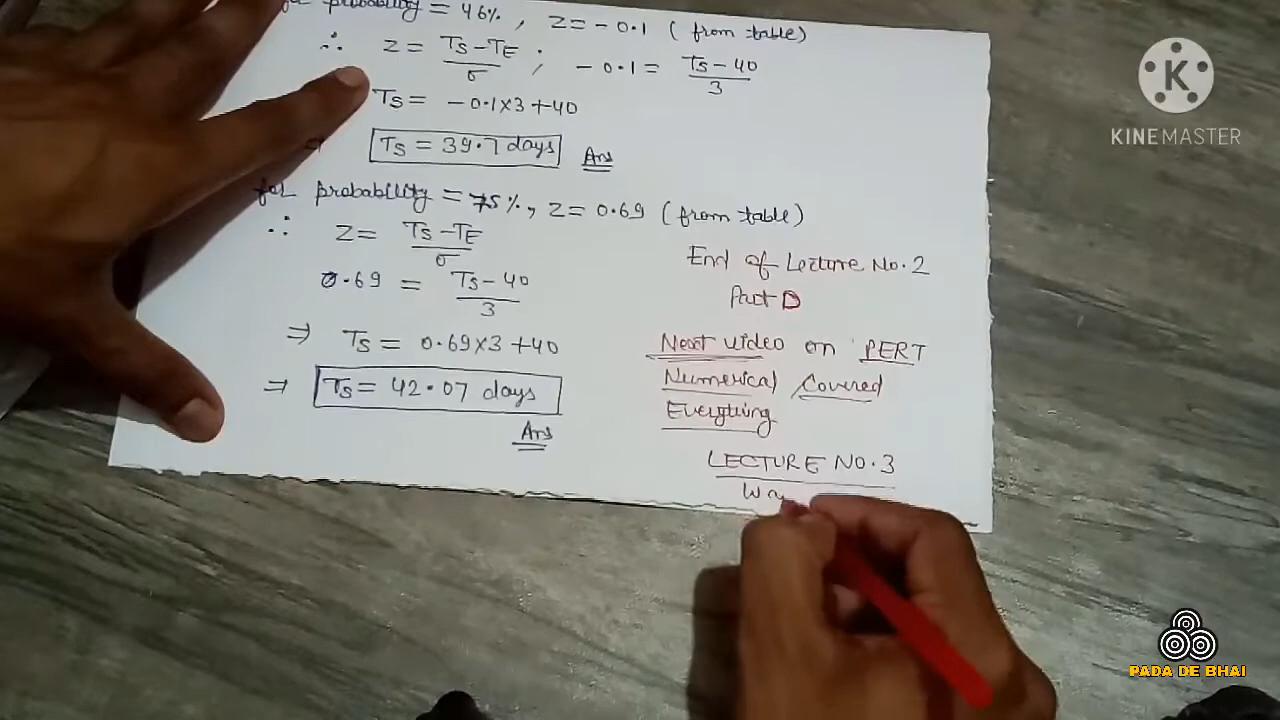 for probability = 46%, Z = -0.1 (from table)
∴ Z = TS-TE/σ ; -0.1 = TS-40/3
TS = -0.1×3+40
⇒ TS = 39.7 days Ans
for probability = 75%, Z = 0.69 (from table)
∴ Z = TS-TE/σ
0.69 = TS-40/3
⇒ TS = 0.69×3+40
⇒ TS = 42.07 days
Ans
End of Lecture No.2
Part D
Next video on PERT
Numerical Covered
Everything
LECTURE NO.3
KINEMASTER
PADA DE BHAI